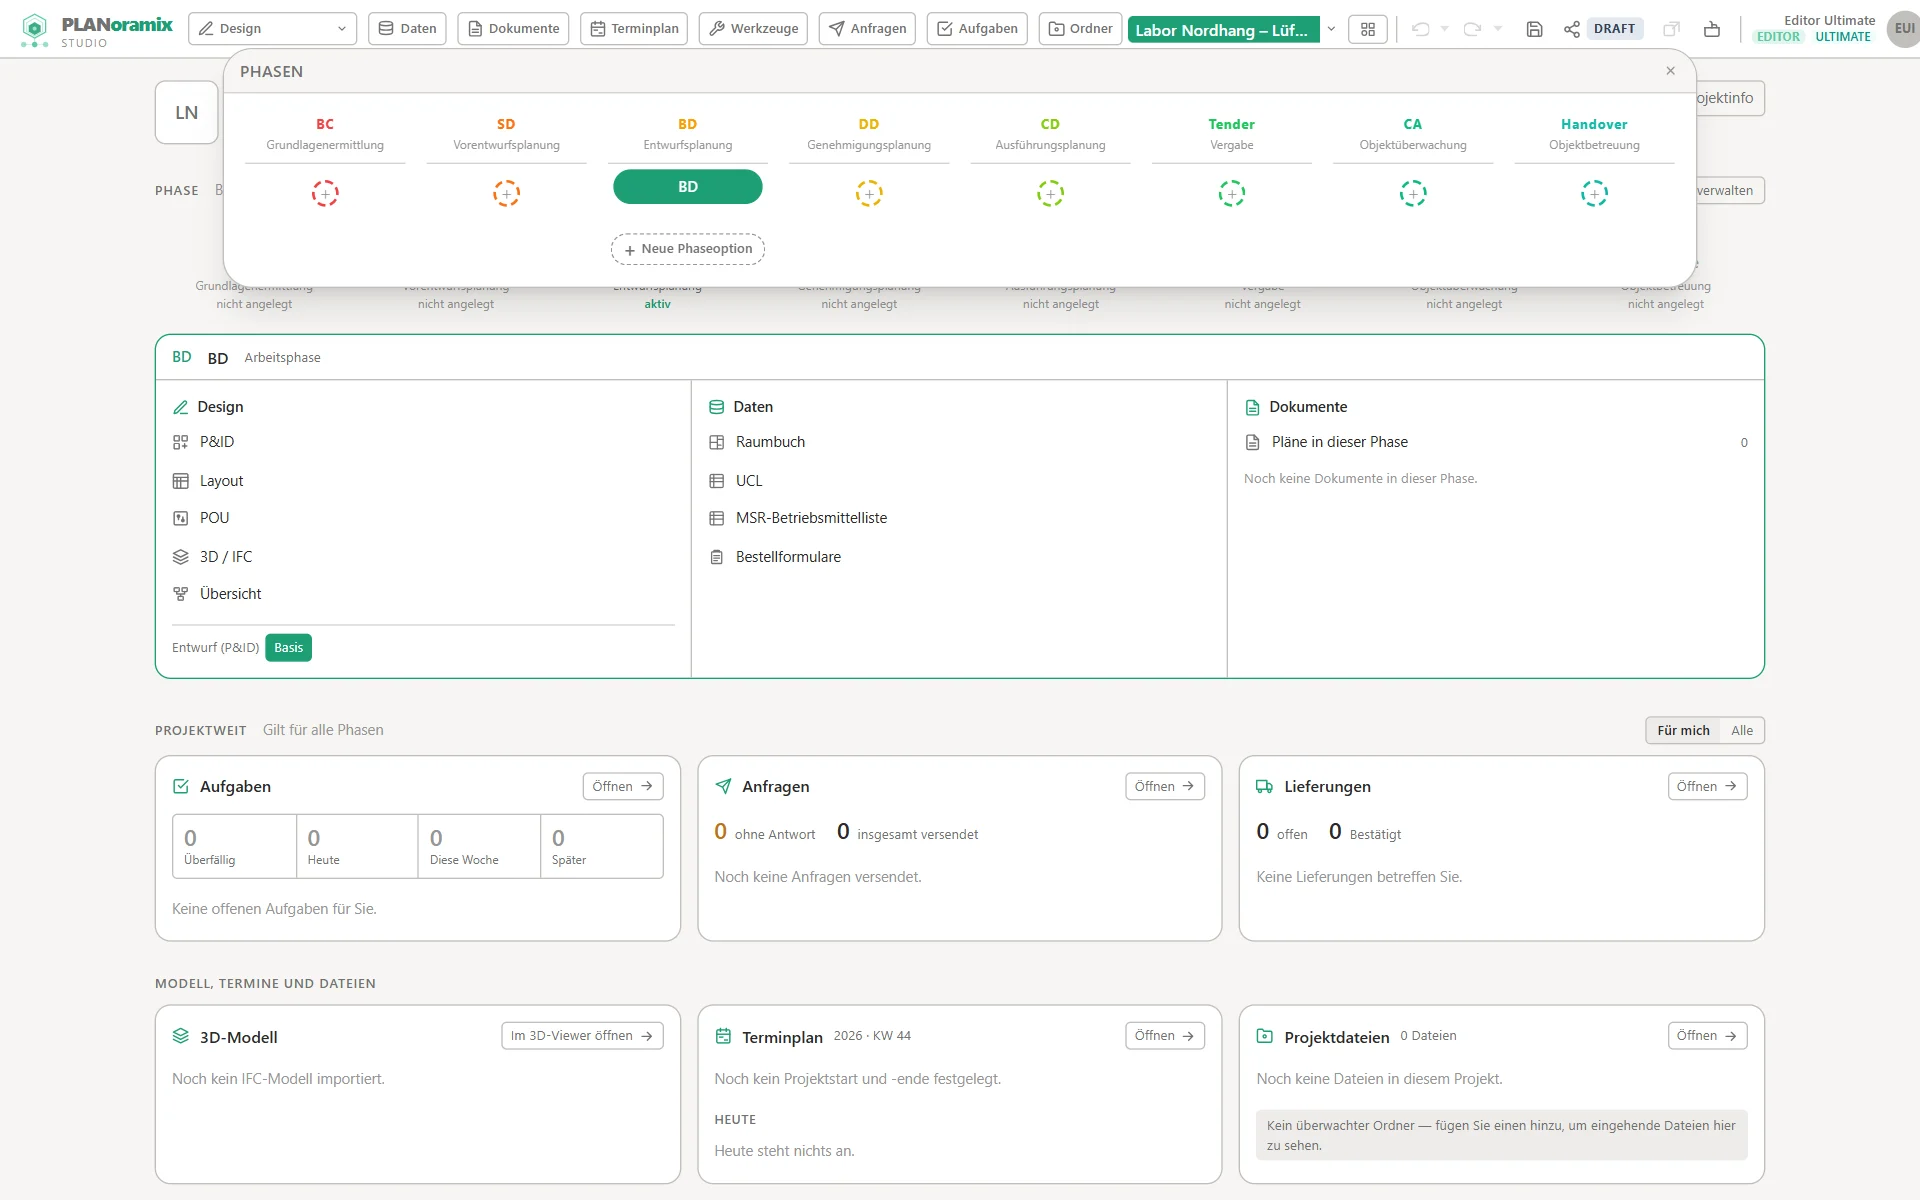 PLANoramix
STUDIO
Design
Daten
Dokumente
Terminplan
Werkzeuge
Anfragen
Aufgaben
Ordner
Labor Nordhang – Lüf...
DRAFT
Editor Ultimate
EDITOR ULTIMATE
EUI
PHASEN
LN
ojektinfo
BC
Grundlagenermittlung
SD
Vorentwurfsplanung
BD
Entwurfsplanung
DD
Genehmigungsplanung
CD
Ausführungsplanung
Tender
Vergabe
CA
Objektüberwachung
Handover
Objektbetreuung
BD
+ Neue Phaseoption
PHASE B
verwalten
nicht angelegt
nicht angelegt
aktiv
nicht angelegt
nicht angelegt
nicht angelegt
nicht angelegt
nicht angelegt
BD BD Arbeitsphase
Design
P&ID
Layout
POU
3D / IFC
Übersicht
Entwurf (P&ID) Basis
Daten
Raumbuch
UCL
MSR-Betriebsmittelliste
Bestellformulare
Dokumente
Pläne in dieser Phase 0
Noch keine Dokumente in dieser Phase.
PROJEKTWEIT Gilt für alle Phasen
Für mich Alle
Aufgaben
Öffnen →
0
Überfällig
0
Heute
0
Diese Woche
0
Später
Keine offenen Aufgaben für Sie.
Anfragen
Öffnen →
0 ohne Antwort 0 insgesamt versendet
Noch keine Anfragen versendet.
Lieferungen
Öffnen →
0 offen 0 Bestätigt
Keine Lieferungen betreffen Sie.
MODELL, TERMINE UND DATEIEN
3D-Modell
Im 3D-Viewer öffnen →
Noch kein IFC-Modell importiert.
Terminplan 2026 · KW 44
Öffnen →
Noch kein Projektstart und -ende festgelegt.
HEUTE
Heute steht nichts an.
Projektdateien 0 Dateien
Öffnen →
Noch keine Dateien in diesem Projekt.
Kein überwachter Ordner — fügen Sie einen hinzu, um eingehende Dateien hier
zu sehen.